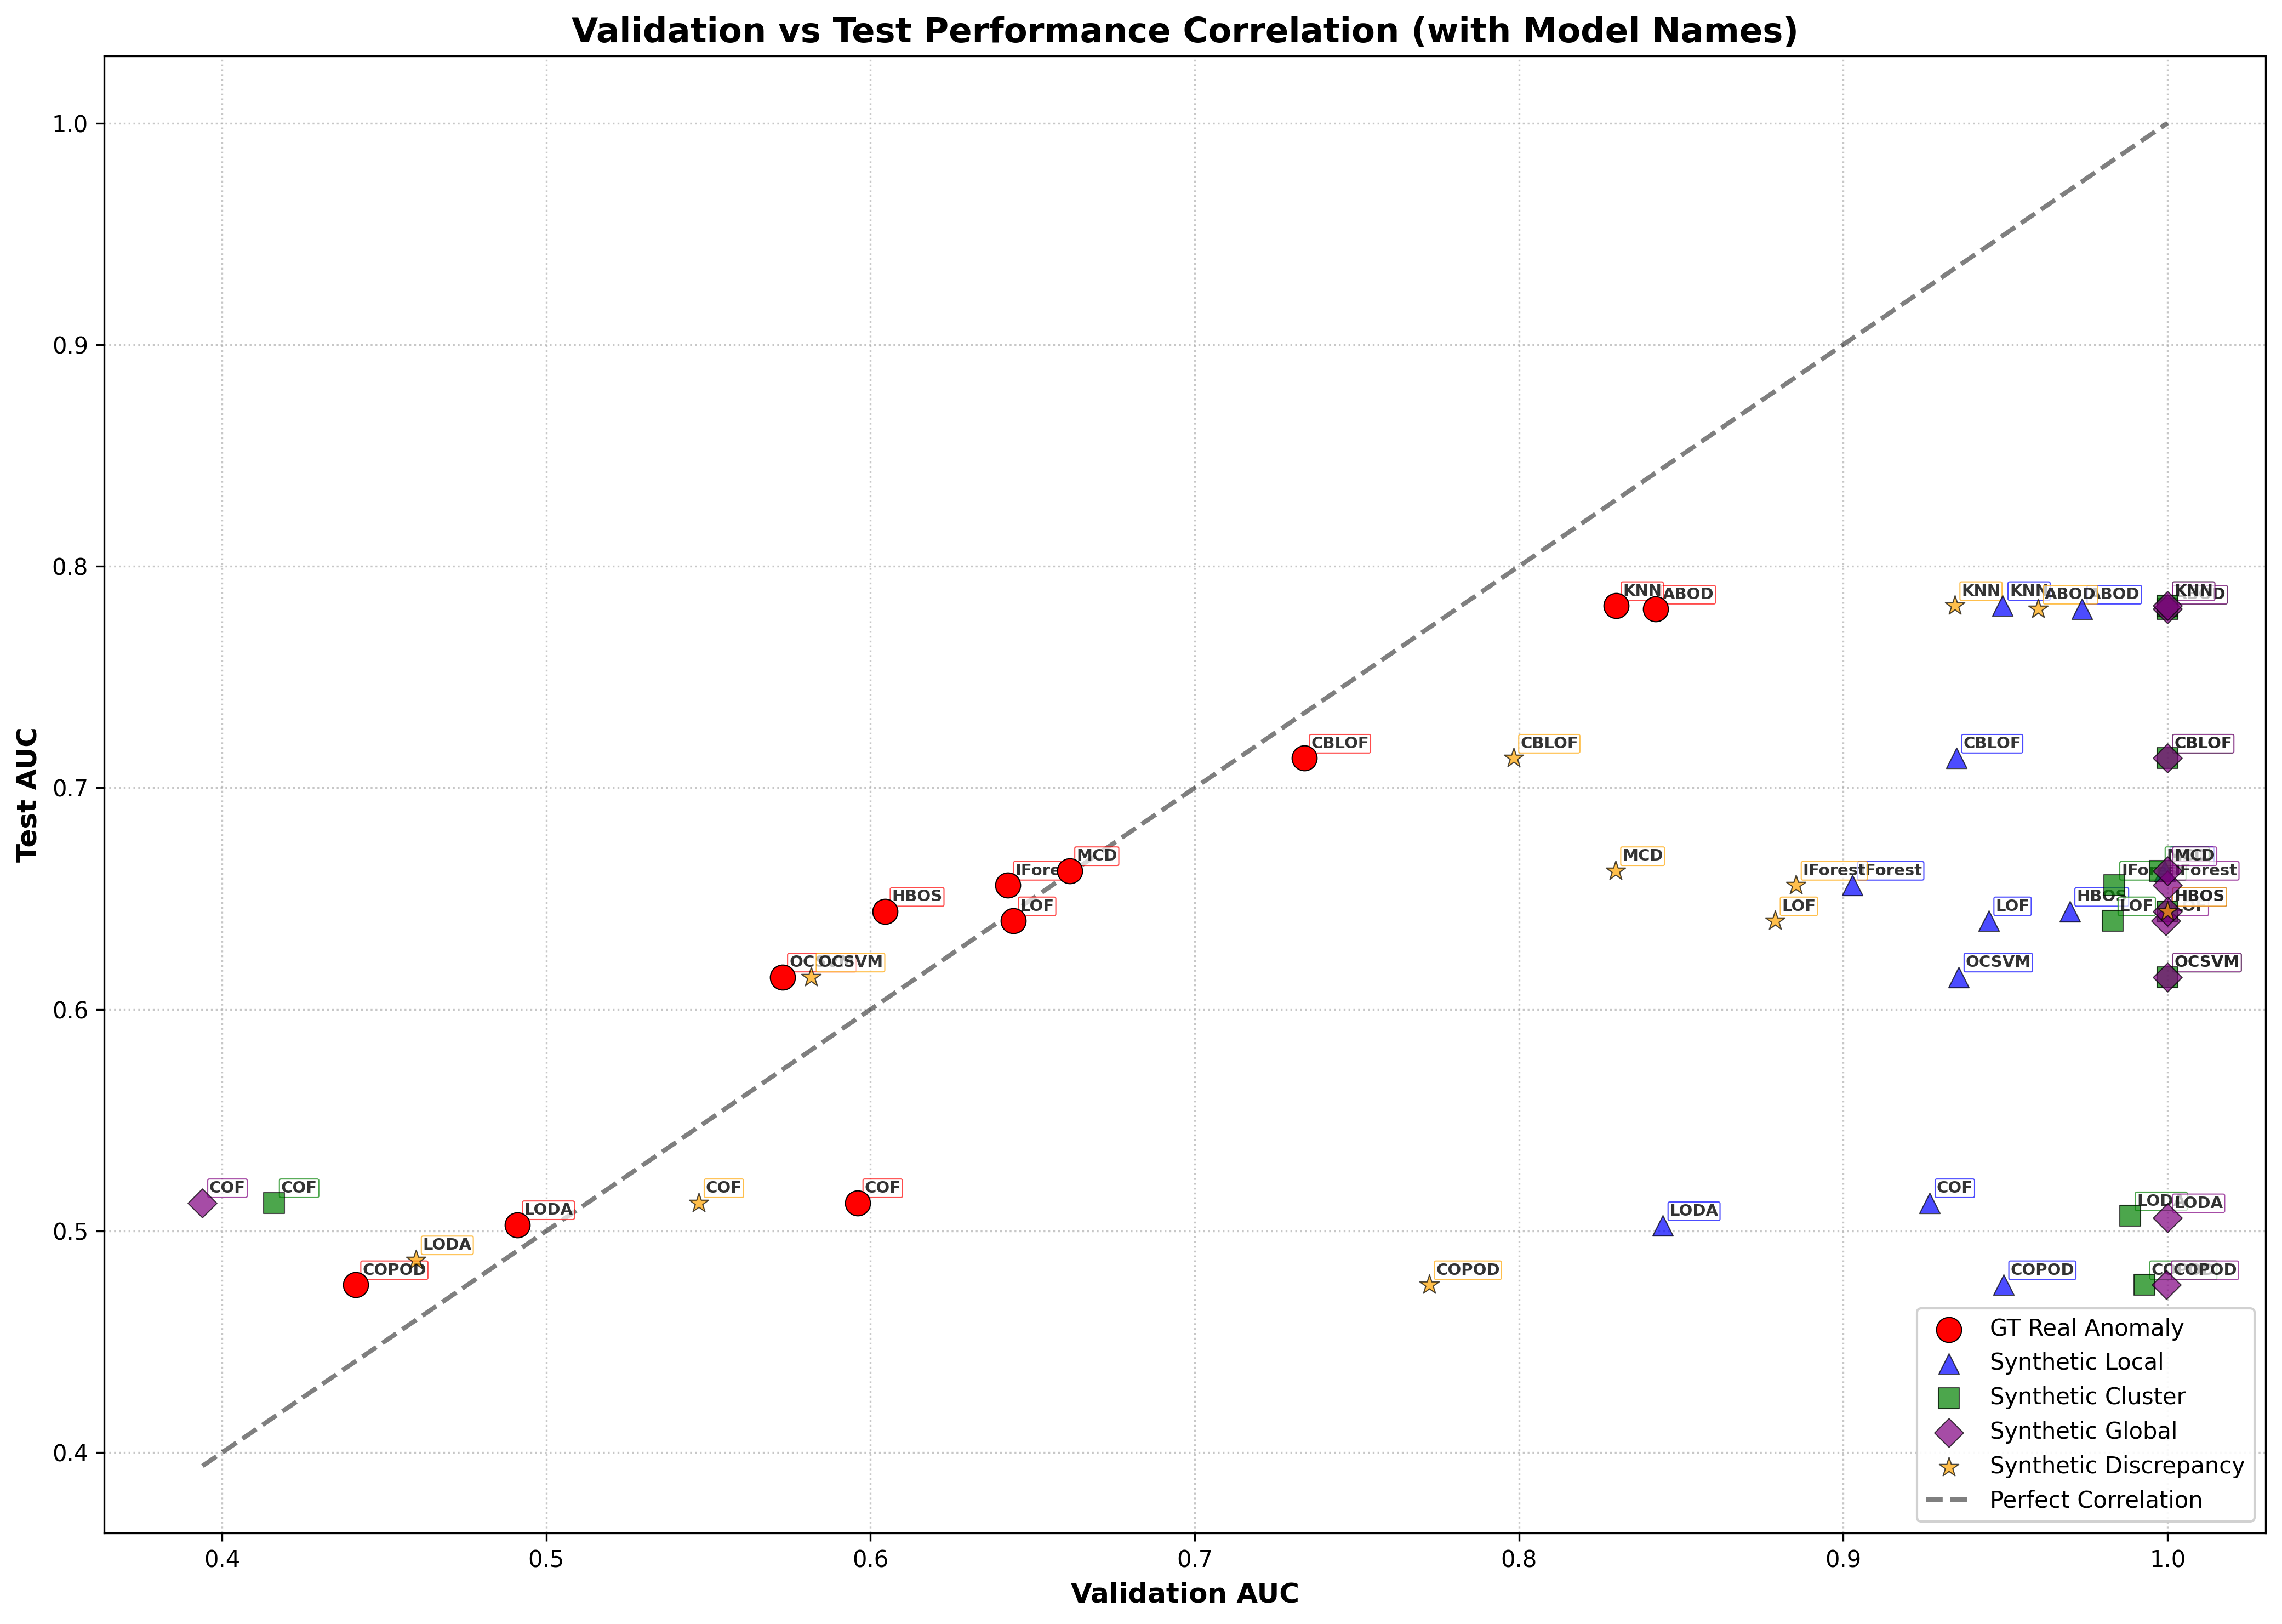 Validation vs Test Performance Correlation (with Model Names)
Test AUC
1.0
0.9
0.8
0.7
0.6
0.5
0.4
KNN
ABOD
KNN
KNN
ABOD
KNN
CBLOF
CBLOF
CBLOF
CBLOF
MCD
MCD
MCD
IForest
HBOS
LOF
LOF
LOF
LOF
HBOS
HBOS
OCSVM
OCSVM
OCSVM
COF
COF
COF
COF
COF
LODA
LODA
LODA
LODA
LODA
COPOD
COPOD
COPOD
COPOD
GT Real Anomaly
Synthetic Local
Synthetic Cluster
Synthetic Global
Synthetic Discrepancy
Perfect Correlation
0.4 0.5 0.6 0.7 0.8 0.9 1.0
Validation AUC